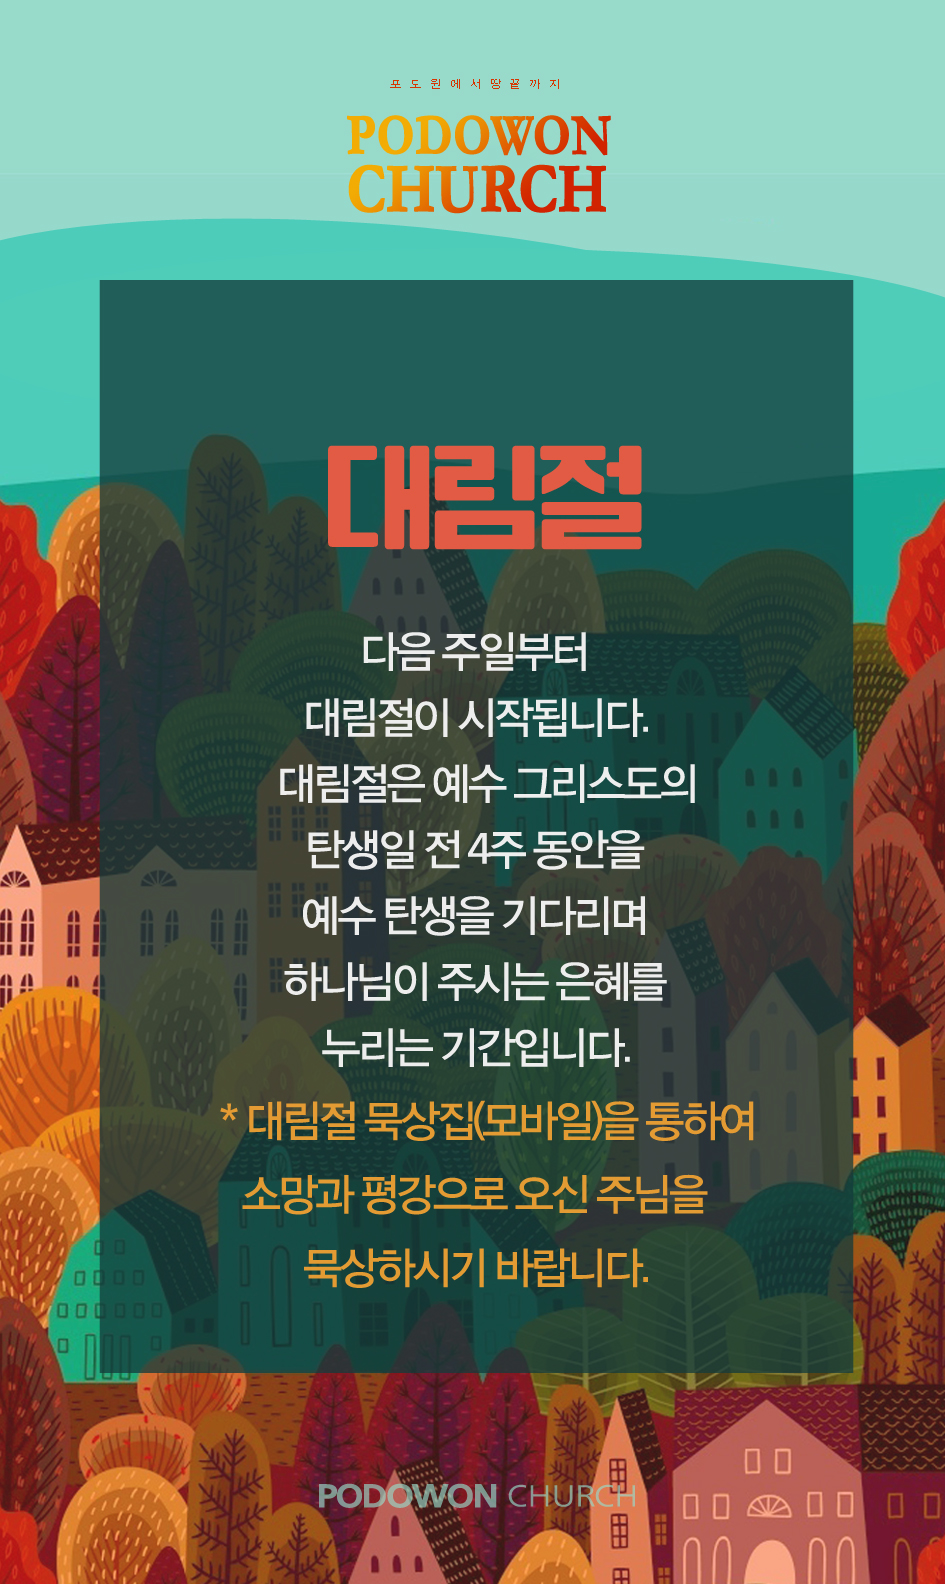 포도원에서땅끝까지
PODOWON
CHURCH
대림절
다음 주일부터
대림절이 시작됩니다.
대림절은 예수 그리스도의
탄생일 전 4주 동안을
예수 탄생을 기다리며
하나님이 주시는 은혜를
누리는 기간입니다.
* 대림절 묵상집(모바일)을 통하여
소망과 평강으로 오신 주님을
묵상하시기 바랍니다.
PODOWON CHURCH